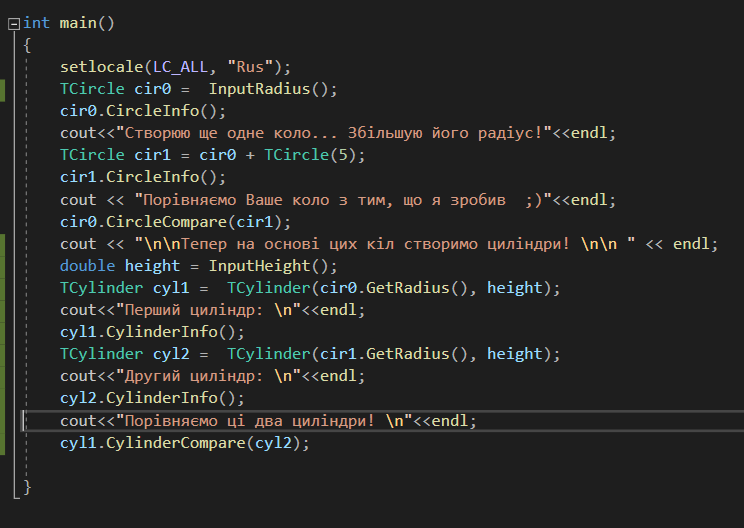 int main()
{
setlocale(LC_ALL, "Rus");
TCircle cir0 =  InputRadius();
cir0.CircleInfo();
cout<<"Створюю ще одне коло... Збільшую його радіус!"<<endl;
TCircle cir1 = cir0 + TCircle(5);
cir1.CircleInfo();
cout << "Порівняємо Ваше коло з тим, що я зробив  ;)"<<endl;
cir0.CircleCompare(cir1);
cout << "\n\nТепер на основі цих кіл створимо циліндри! \n\n " << endl;
double height = InputHeight();
TCylinder cyl1 =  TCylinder(cir0.GetRadius(), height);
cout<<"Перший циліндр: \n"<<endl;
cyl1.CylinderInfo();
TCylinder cyl2 =  TCylinder(cir1.GetRadius(), height);
cout<<"Другий циліндр: \n"<<endl;
cyl2.CylinderInfo();
cout<<"Порівняємо ці два циліндри! \n"<<endl;
cyl1.CylinderCompare(cyl2);
}